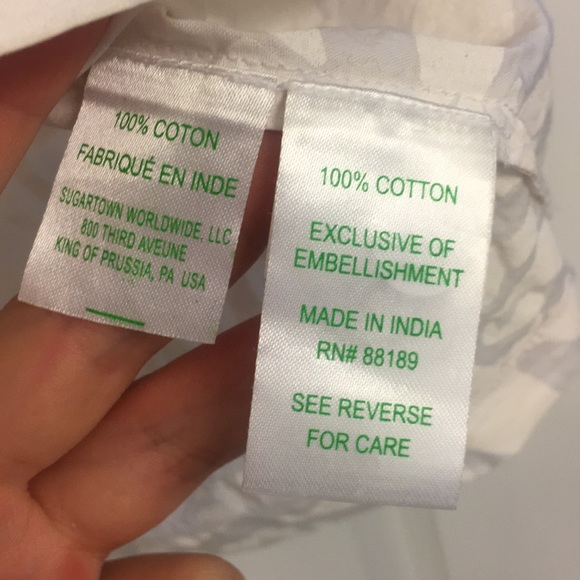 100% COTON
FABRIQUÉ EN INDE
SUGARTOWN WORLDWIDE, LLC
800 THIRD AVEUNE
KING OF PRUSSIA, PA USA
100% COTTON
EXCLUSIVE OF
EMBELLISHMENT
MADE IN INDIA
RN# 88189
SEE REVERSE
FOR CARE